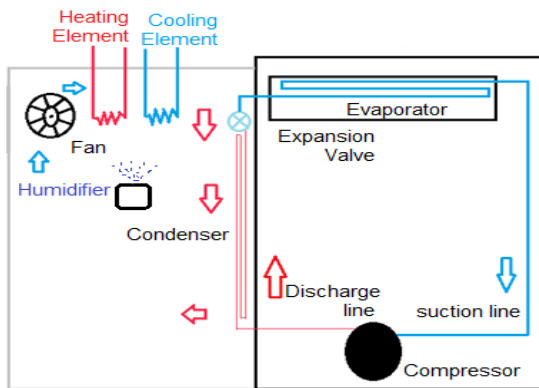 Heating
Element
Cooling
Element
Fan
Humidifier
Condenser
Evaporator
Expansion
Valve
Discharge
line
suction line
Compressor